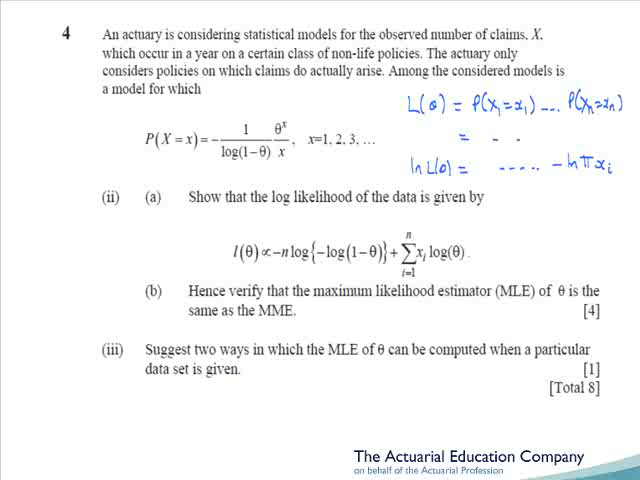 4 An actuary is considering statistical models for the observed number of claims, X,
which occur in a year on a certain class of non-life policies. The actuary only
considers policies on which claims do actually arise. Among the considered models is
a model for which
L(θ) = P(X₁=x₁) .... P(Xₙ=xₙ)
P(X = x) = − 1/log(1−θ) θˣ/x, x=1, 2, 3, …
= .. ..
ln L(θ) = ...... − ln π xᵢ
(ii) (a) Show that the log likelihood of the data is given by
l(θ) ∝ −n log{−log(1−θ)} + ∑ᵢ₌₁ⁿ xᵢ log(θ).
(b) Hence verify that the maximum likelihood estimator (MLE) of θ is the
same as the MME. [4]
(iii) Suggest two ways in which the MLE of θ can be computed when a particular
data set is given. [1]
[Total 8]
The Actuarial Education Company
on behalf of the Actuarial Profession